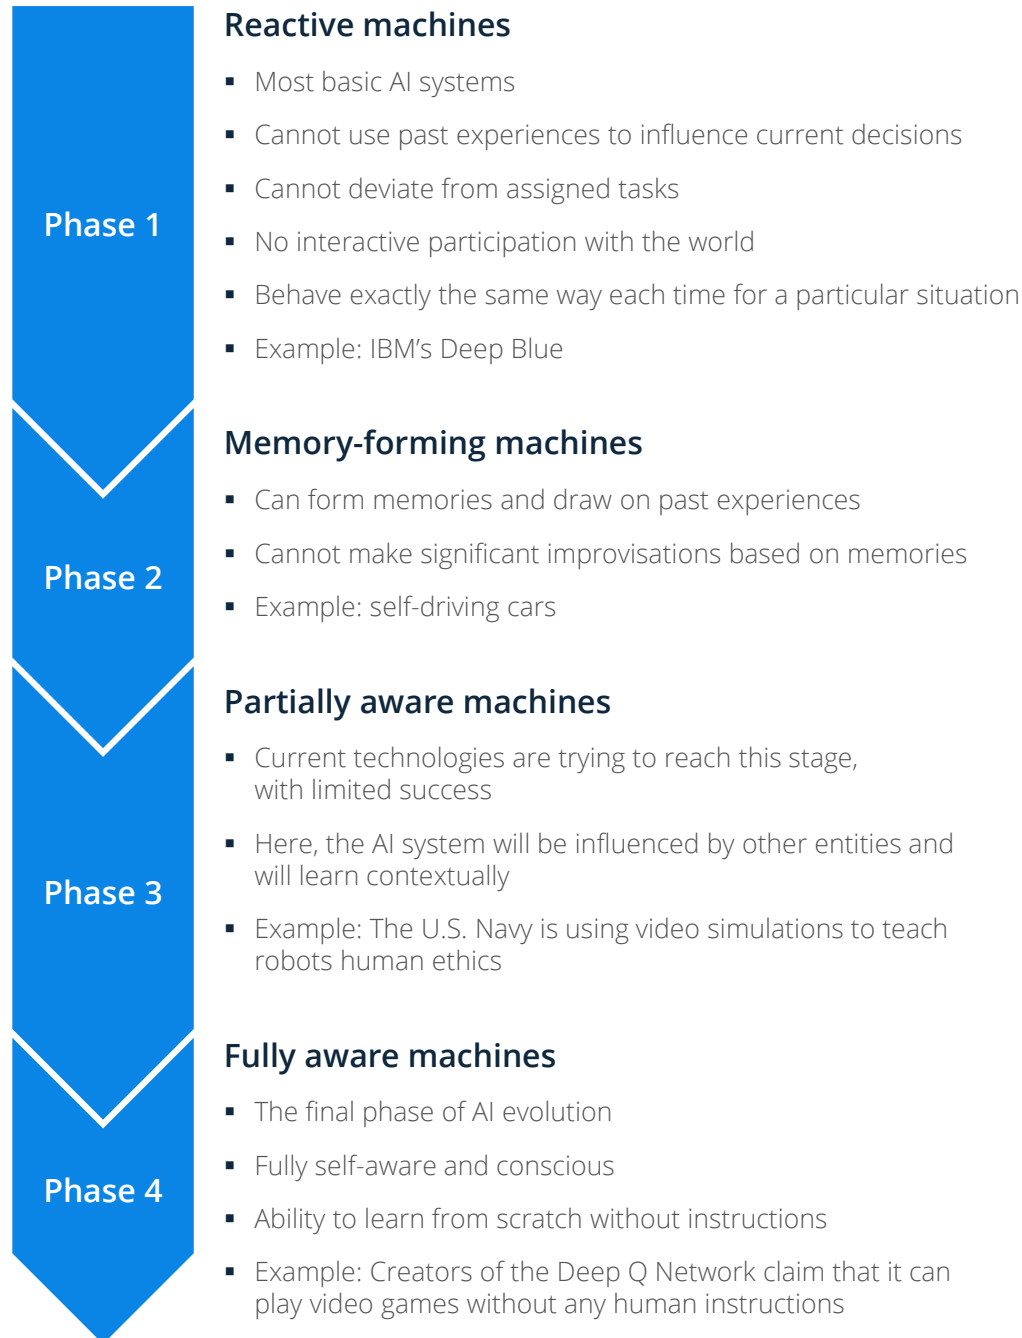 Phase 1
Reactive machines
▪ Most basic AI systems
▪ Cannot use past experiences to influence current decisions
▪ Cannot deviate from assigned tasks
▪ No interactive participation with the world
▪ Behave exactly the same way each time for a particular situation
▪ Example: IBM’s Deep Blue
Phase 2
Memory-forming machines
▪ Can form memories and draw on past experiences
▪ Cannot make significant improvisations based on memories
▪ Example: self-driving cars
Phase 3
Partially aware machines
▪ Current technologies are trying to reach this stage,
with limited success
▪ Here, the AI system will be influenced by other entities and
will learn contextually
▪ Example: The U.S. Navy is using video simulations to teach
robots human ethics
Phase 4
Fully aware machines
▪ The final phase of AI evolution
▪ Fully self-aware and conscious
▪ Ability to learn from scratch without instructions
▪ Example: Creators of the Deep Q Network claim that it can
play video games without any human instructions